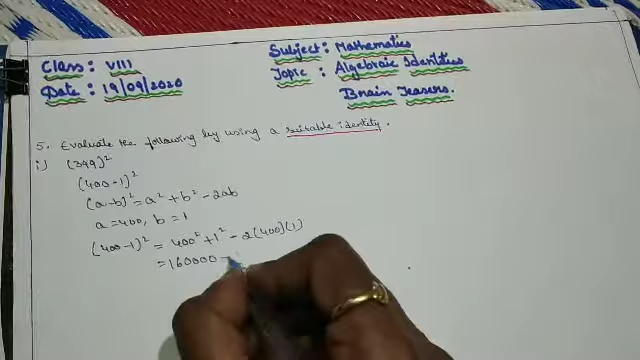 Class: VIII
Date: 19/09/2020
Subject: Mathematics
Topic: Algebraic Identities
Brain Teasers.
5. Evaluate the following by using a suitable identity.
i) (399)²
(400-1)²
(a-b)² = a² + b² - 2ab
a=400, b=1
(400-1)² = 400² + 1² - 2(400)(1)
= 160000